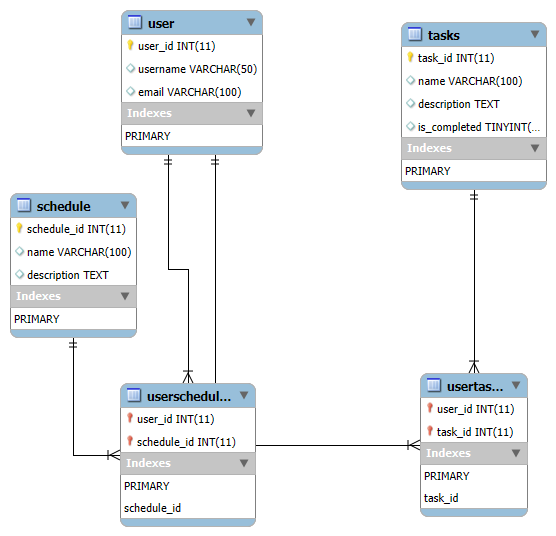 user
user_id INT(11)
username VARCHAR(50)
email VARCHAR(100)
Indexes
PRIMARY
tasks
task_id INT(11)
name VARCHAR(100)
description TEXT
is_completed TINYINT(...
Indexes
PRIMARY
schedule
schedule_id INT(11)
name VARCHAR(100)
description TEXT
Indexes
PRIMARY
userschedul...
user_id INT(11)
schedule_id INT(11)
Indexes
PRIMARY
schedule_id
usertas...
user_id INT(11)
task_id INT(11)
Indexes
PRIMARY
task_id